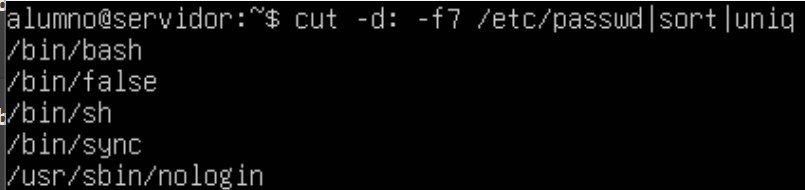 alumno@servidor:~$ cut -d: -f7 /etc/passwd|sort|uniq
/bin/bash
/bin/false
/bin/sh
/bin/sync
/usr/sbin/nologin